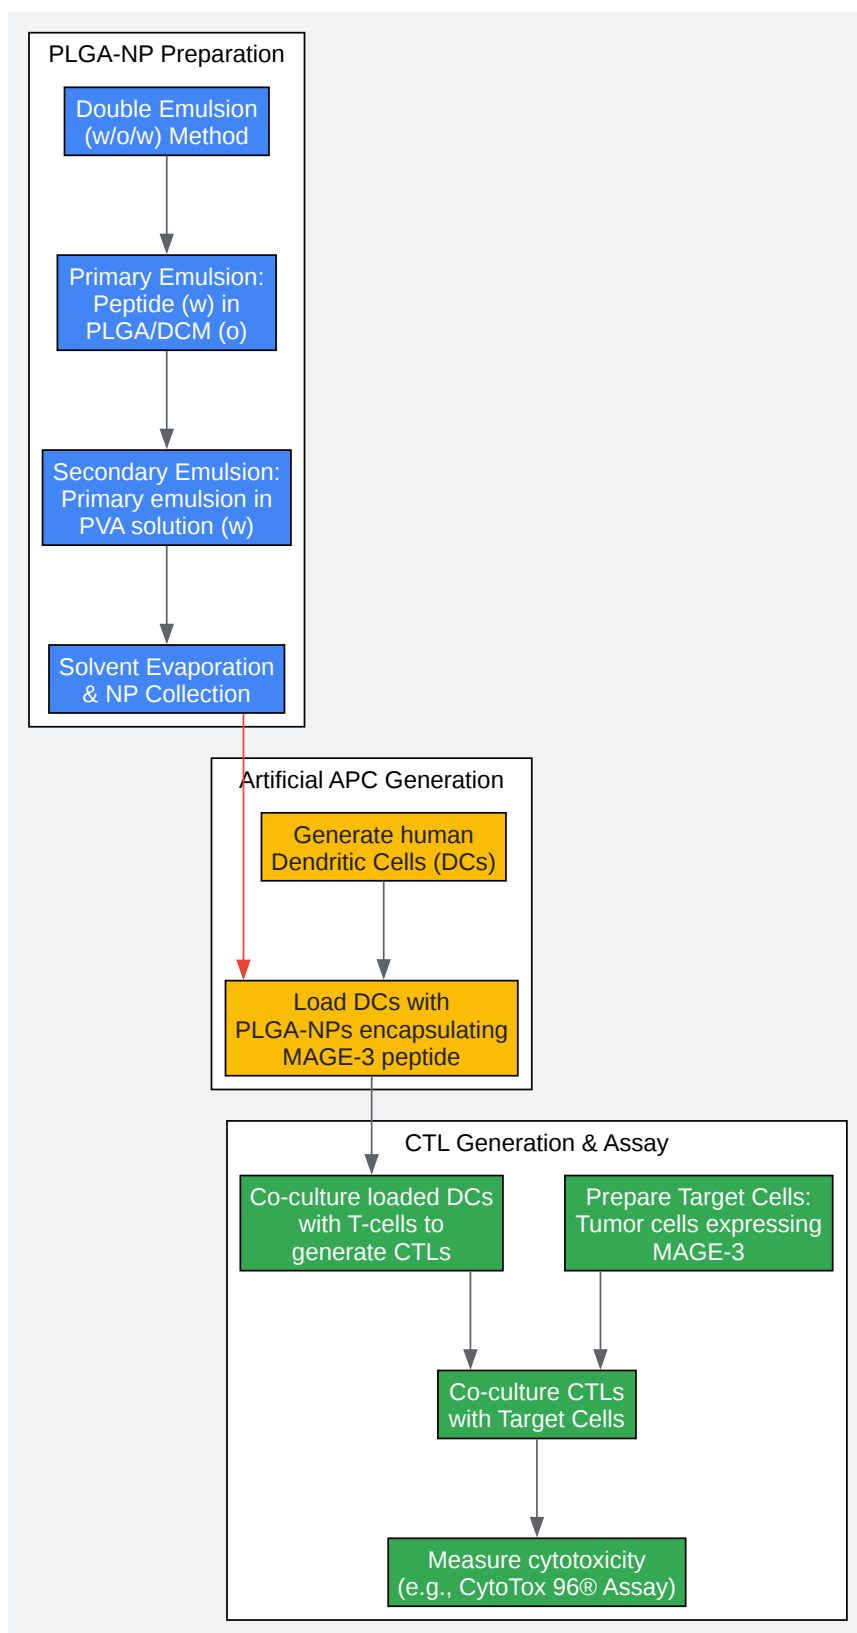 PLGA-NP Preparation
Double Emulsion
(w/o/w) Method
Primary Emulsion:
Peptide (w) in
PLGA/DCM (o)
Secondary Emulsion:
Primary emulsion in
PVA solution (w)
Solvent Evaporation
& NP Collection
Artificial APC Generation
Generate human
Dendritic Cells (DCs)
Load DCs with
PLGA-NPs encapsulating
MAGE-3 peptide
CTL Generation & Assay
Co-culture loaded DCs
with T-cells to
generate CTLs
Prepare Target Cells:
Tumor cells expressing
MAGE-3
Co-culture CTLs
with Target Cells
Measure cytotoxicity
(e.g., CytoTox 96® Assay)